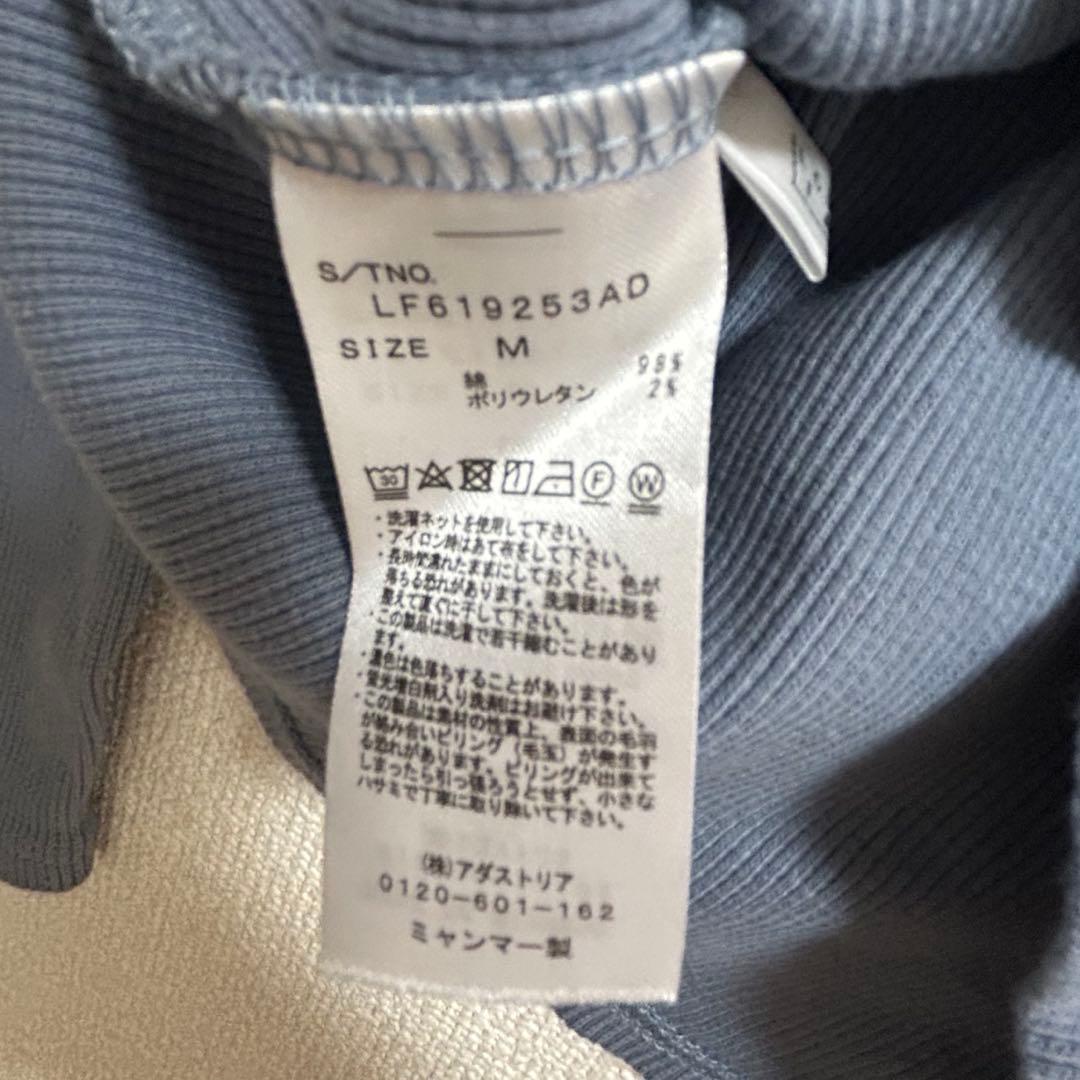 S/TNO.
LF619253AD
SIZE M
綿 98%
ポリウレタン 2%
30
F W
・洗濯ネットを使用して下さい。
・アイロン時はあて布をして下さい。
・長時間濡れたままにしておくと、色が
落ちる恐れがあります。洗濯後は形を
整えて直ぐに干して下さい。
・この製品は洗濯で若干縮むことがあり
ます。
・濃色は色落ちすることがあります。
・蛍光増白剤入り洗剤はお避け下さい。
・この製品は素材の性質上、表面の毛羽
が絡み合いピリング(毛玉)が発生す
る恐れがあります。ピリングが出来て
しまったら引っ張ろうとせず、小さな
ハサミで丁寧に取り除いて下さい。
(株)アダストリア
0120-601-162
ミャンマー製